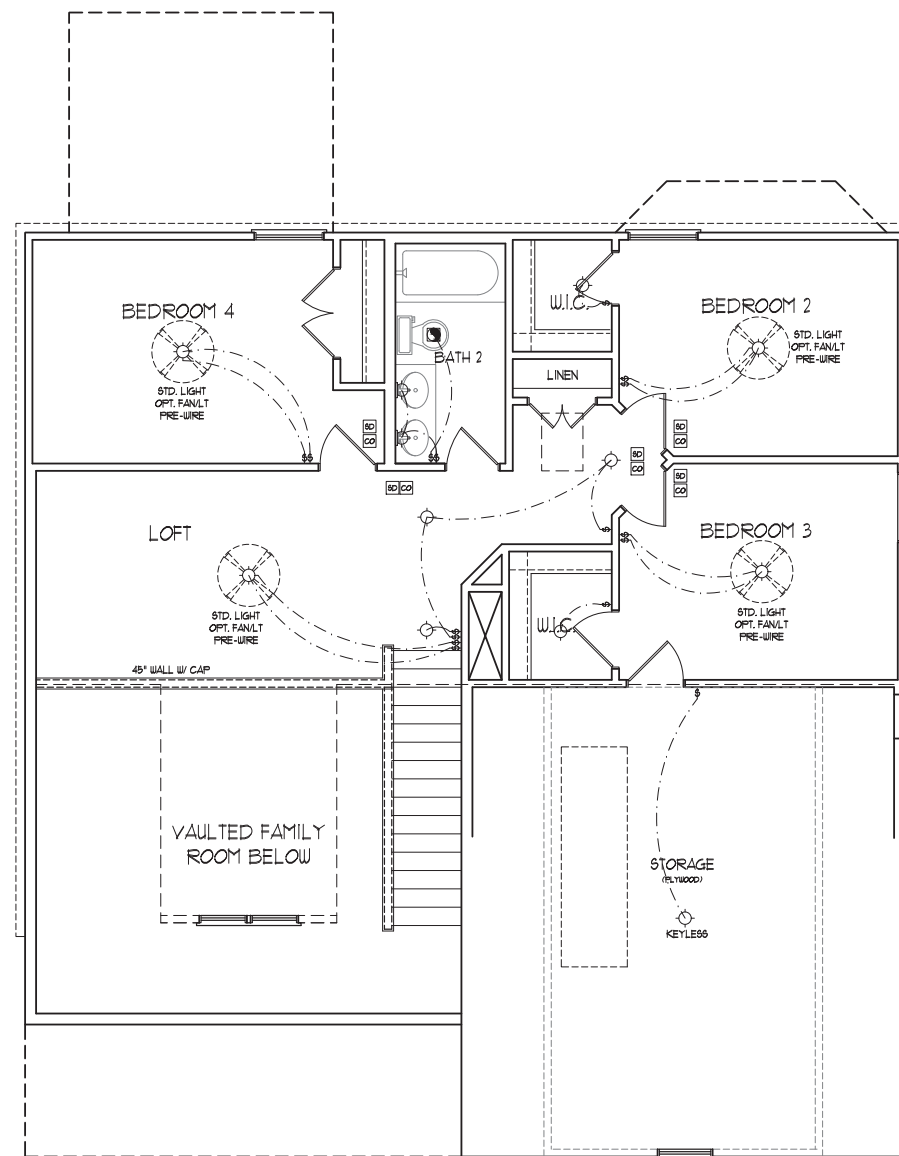 BEDROOM 4
STD. LIGHT
OPT. FAN/LT
PRE-WIRE
$$
SD
CO
BATH 2
$$
W.I.C.
$
LINEN
BEDROOM 2
STD. LIGHT
OPT. FAN/LT
PRE-WIRE
$
$
SD
CO
SD
CO
SD
CO
SD CO
LOFT
STD. LIGHT
OPT. FAN/LT
PRE-WIRE
$
$
$
BEDROOM 3
STD. LIGHT
OPT. FAN/LT
PRE-WIRE
W.I.C.
$
45" WALL W/ CAP
$
VAULTED FAMILY
ROOM BELOW
STORAGE
(PLYWOOD)
KEYLESS